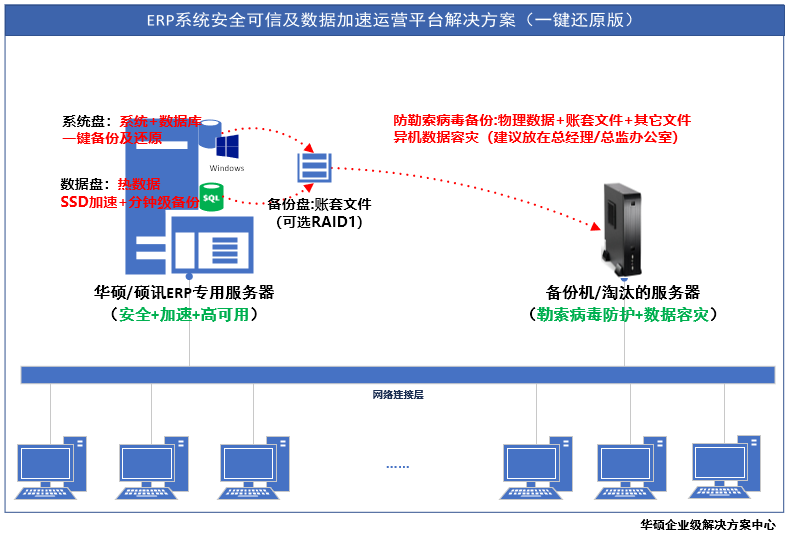 ERP系统安全可信及数据加速运营平台解决方案（一键还原版）
系统盘：系统+数据库
一键备份及还原
Windows
数据盘：热数据
SSD加速+分钟级备份
SQL
备份盘:账套文件
（可选RAID1）
防勒索病毒备份:物理数据+账套文件+其它文件
异机数据容灾（建议放在总经理/总监办公室）
华硕/硕讯ERP专用服务器
（安全+加速+高可用）
备份机/淘汰的服务器
（勒索病毒防护+数据容灾）
网络连接层
……
华硕企业级解决方案中心